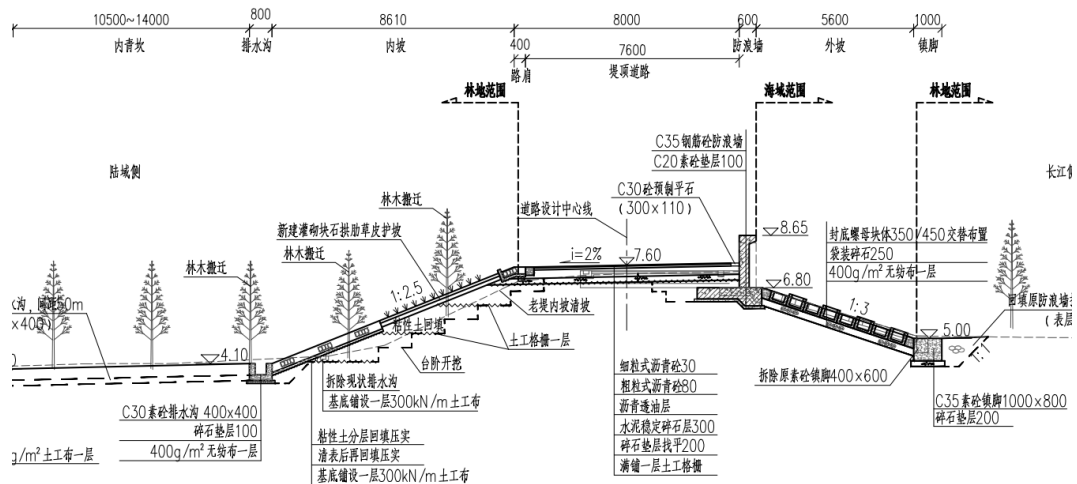 10500~14000
800
8610
8000
600
5600
1000
内青坎
排水沟
内坡
400
7600
防浪墙
外坡
镇脚
路肩
堤顶道路
林地范围
海域范围
林地范围
陆域侧
C35钢筋砼防浪墙
C20素砼垫层100
林木搬迁
C30砼预制平石
(300×110)
道路设计中心线
新建灌砌块石拱肋草皮护坡
林木搬迁
林木搬迁
i=2%
7.60
8.65
封底螺母块体350/450交替布置
袋装碎石250
400g/m²无纺布一层
6.80
1:2.5
1:3
老堤内坡清坡
粘性土回填
土工格栅一层
台阶开挖
4.10
5.00
1:1
拆除现状排水沟
基底铺设一层300kN/m土工布
C30素砼排水沟 400×400
碎石垫层100
400g/m²无纺布一层
粘性土分层回填压实
清表后再回填压实
基底铺设一层300kN/m土工布
细粒式沥青砼30
粗粒式沥青砼80
沥青透油层
水泥稳定碎石层300
碎石垫层找平200
满铺一层土工格栅
拆除原素砼镇脚400×600
C35素砼镇脚1000×800
碎石垫层200
g/m²土工布一层
50m
×400)
长江侧
回填原防浪墙
(表层